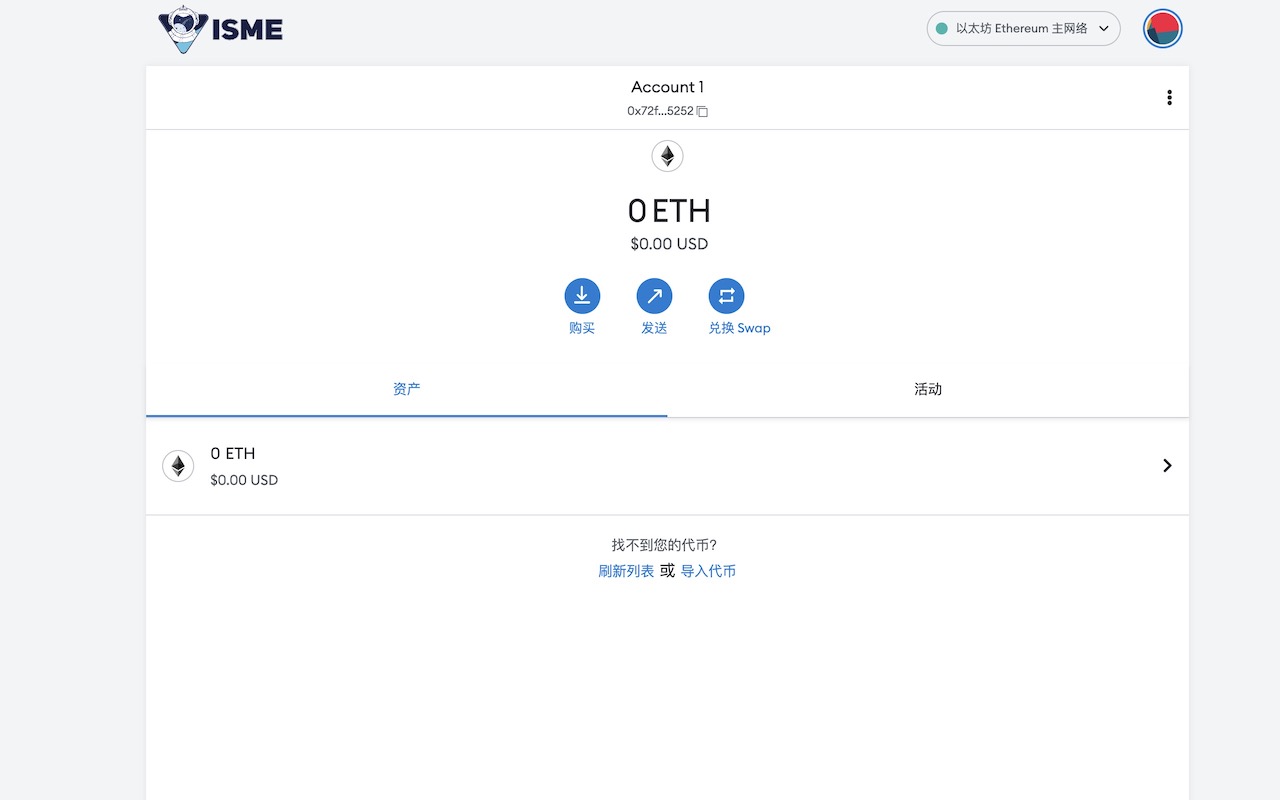 ISME
以太坊 Ethereum 主网络
Account 1
0x72f...5252
0 ETH
$0.00 USD
购买
发送
兑换 Swap
资产
活动
0 ETH
$0.00 USD
找不到您的代币?
刷新列表 或 导入代币